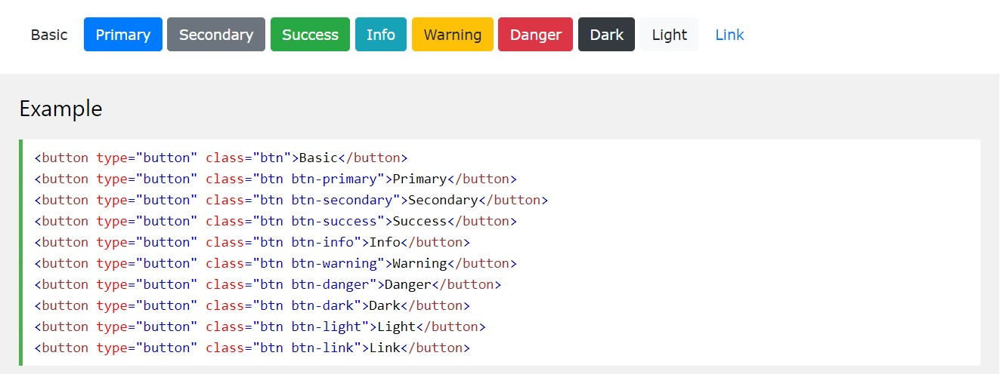 Basic Primary Secondary Success Info Warning Danger Dark Light Link
Example
<button type="button" class="btn">Basic</button>
<button type="button" class="btn btn-primary">Primary</button>
<button type="button" class="btn btn-secondary">Secondary</button>
<button type="button" class="btn btn-success">Success</button>
<button type="button" class="btn btn-info">Info</button>
<button type="button" class="btn btn-warning">Warning</button>
<button type="button" class="btn btn-danger">Danger</button>
<button type="button" class="btn btn-dark">Dark</button>
<button type="button" class="btn btn-light">Light</button>
<button type="button" class="btn btn-link">Link</button>